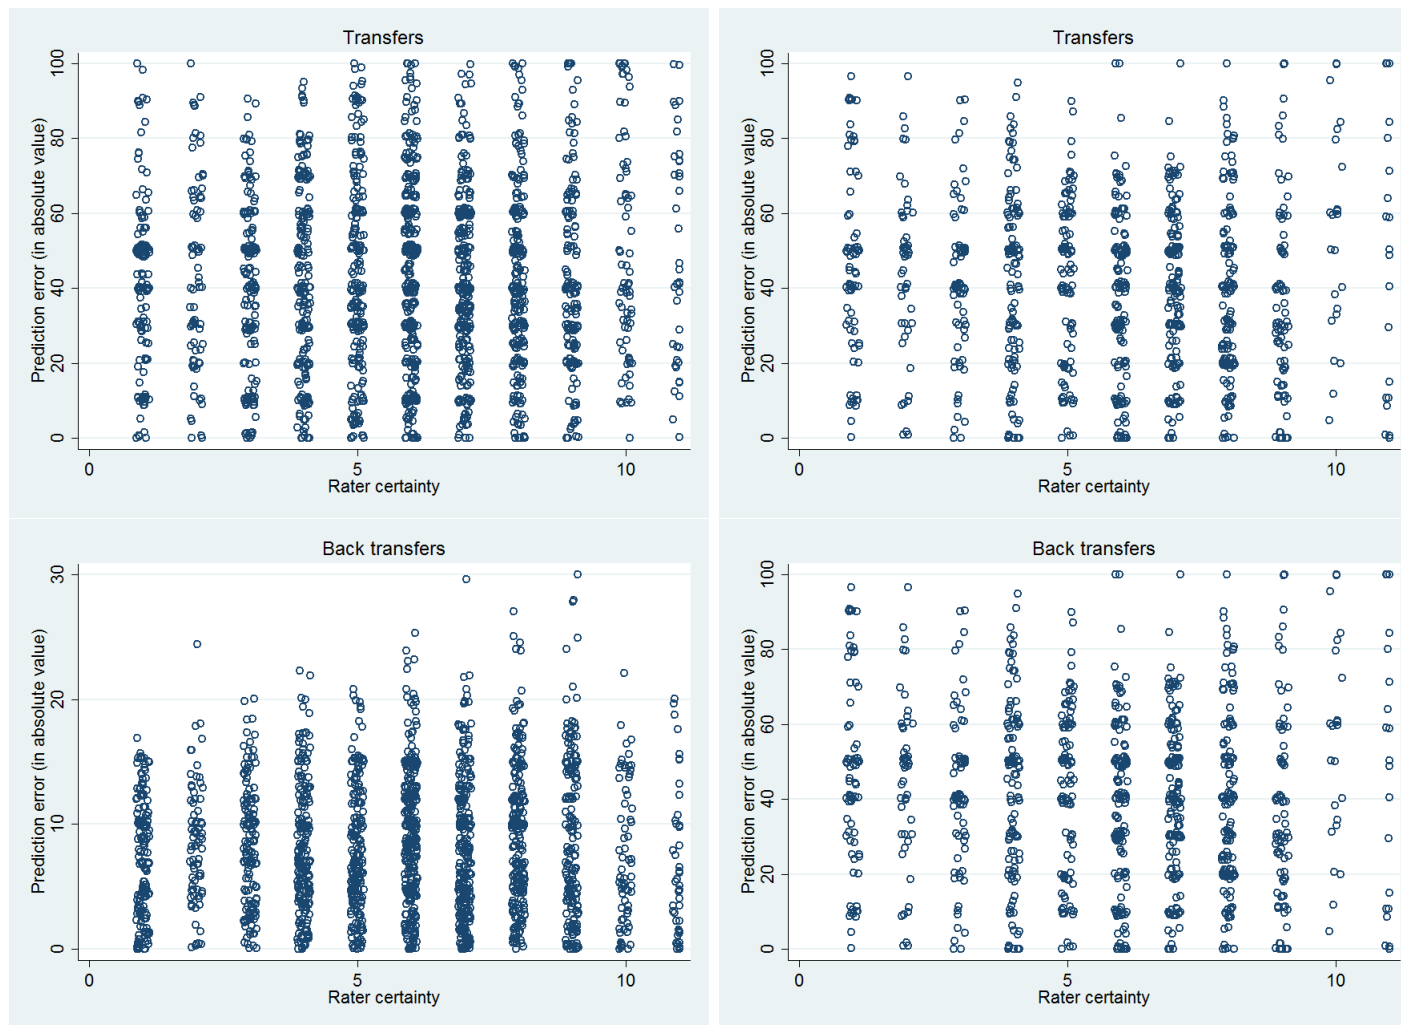 Transfers
Prediction error (in absolute value)
100
80
60
40
20
0
0 5 10
Rater certainty
Transfers
Prediction error (in absolute value)
100
80
60
40
20
0
0 5 10
Rater certainty
Back transfers
Prediction error (in absolute value)
30
20
10
0
0 5 10
Rater certainty
Back transfers
Prediction error (in absolute value)
100
80
60
40
20
0
0 5 10
Rater certainty